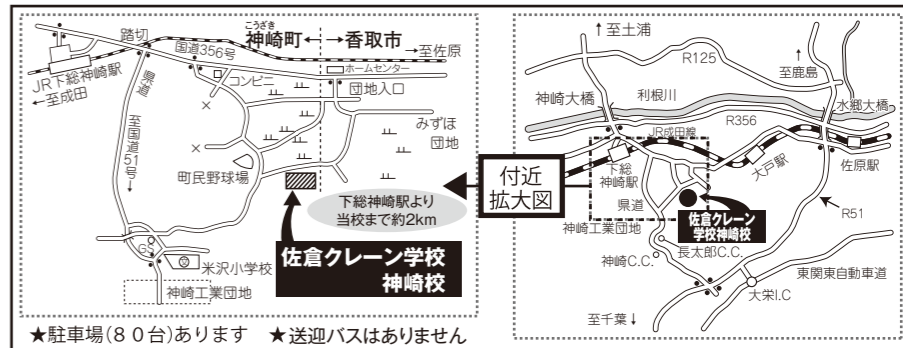 こうざき
神崎町←→香取市
踏切
国道356号
→至佐原
JR下総神崎駅
←至成田
コンビニ
ホームセンター
団地入口
県道
至国道51号→
みずほ
団地
町民野球場
下総神崎駅より
当校まで約2km
佐倉クレーン学校
神崎校
GS
米沢小学校
神崎工業団地
★駐車場(80台)あります ★送迎バスはありません
付近
拡大図
↑至土浦
R125
至鹿島
神崎大橋
利根川
水郷大橋
R356
JR成田線
下総
神崎駅
大戸駅
佐原駅
県道
佐倉クレーン
学校神崎校
R51
神崎工業団地
長太郎C.C.
神崎C.C.
東関東自動車道
大栄I.C
至千葉↓